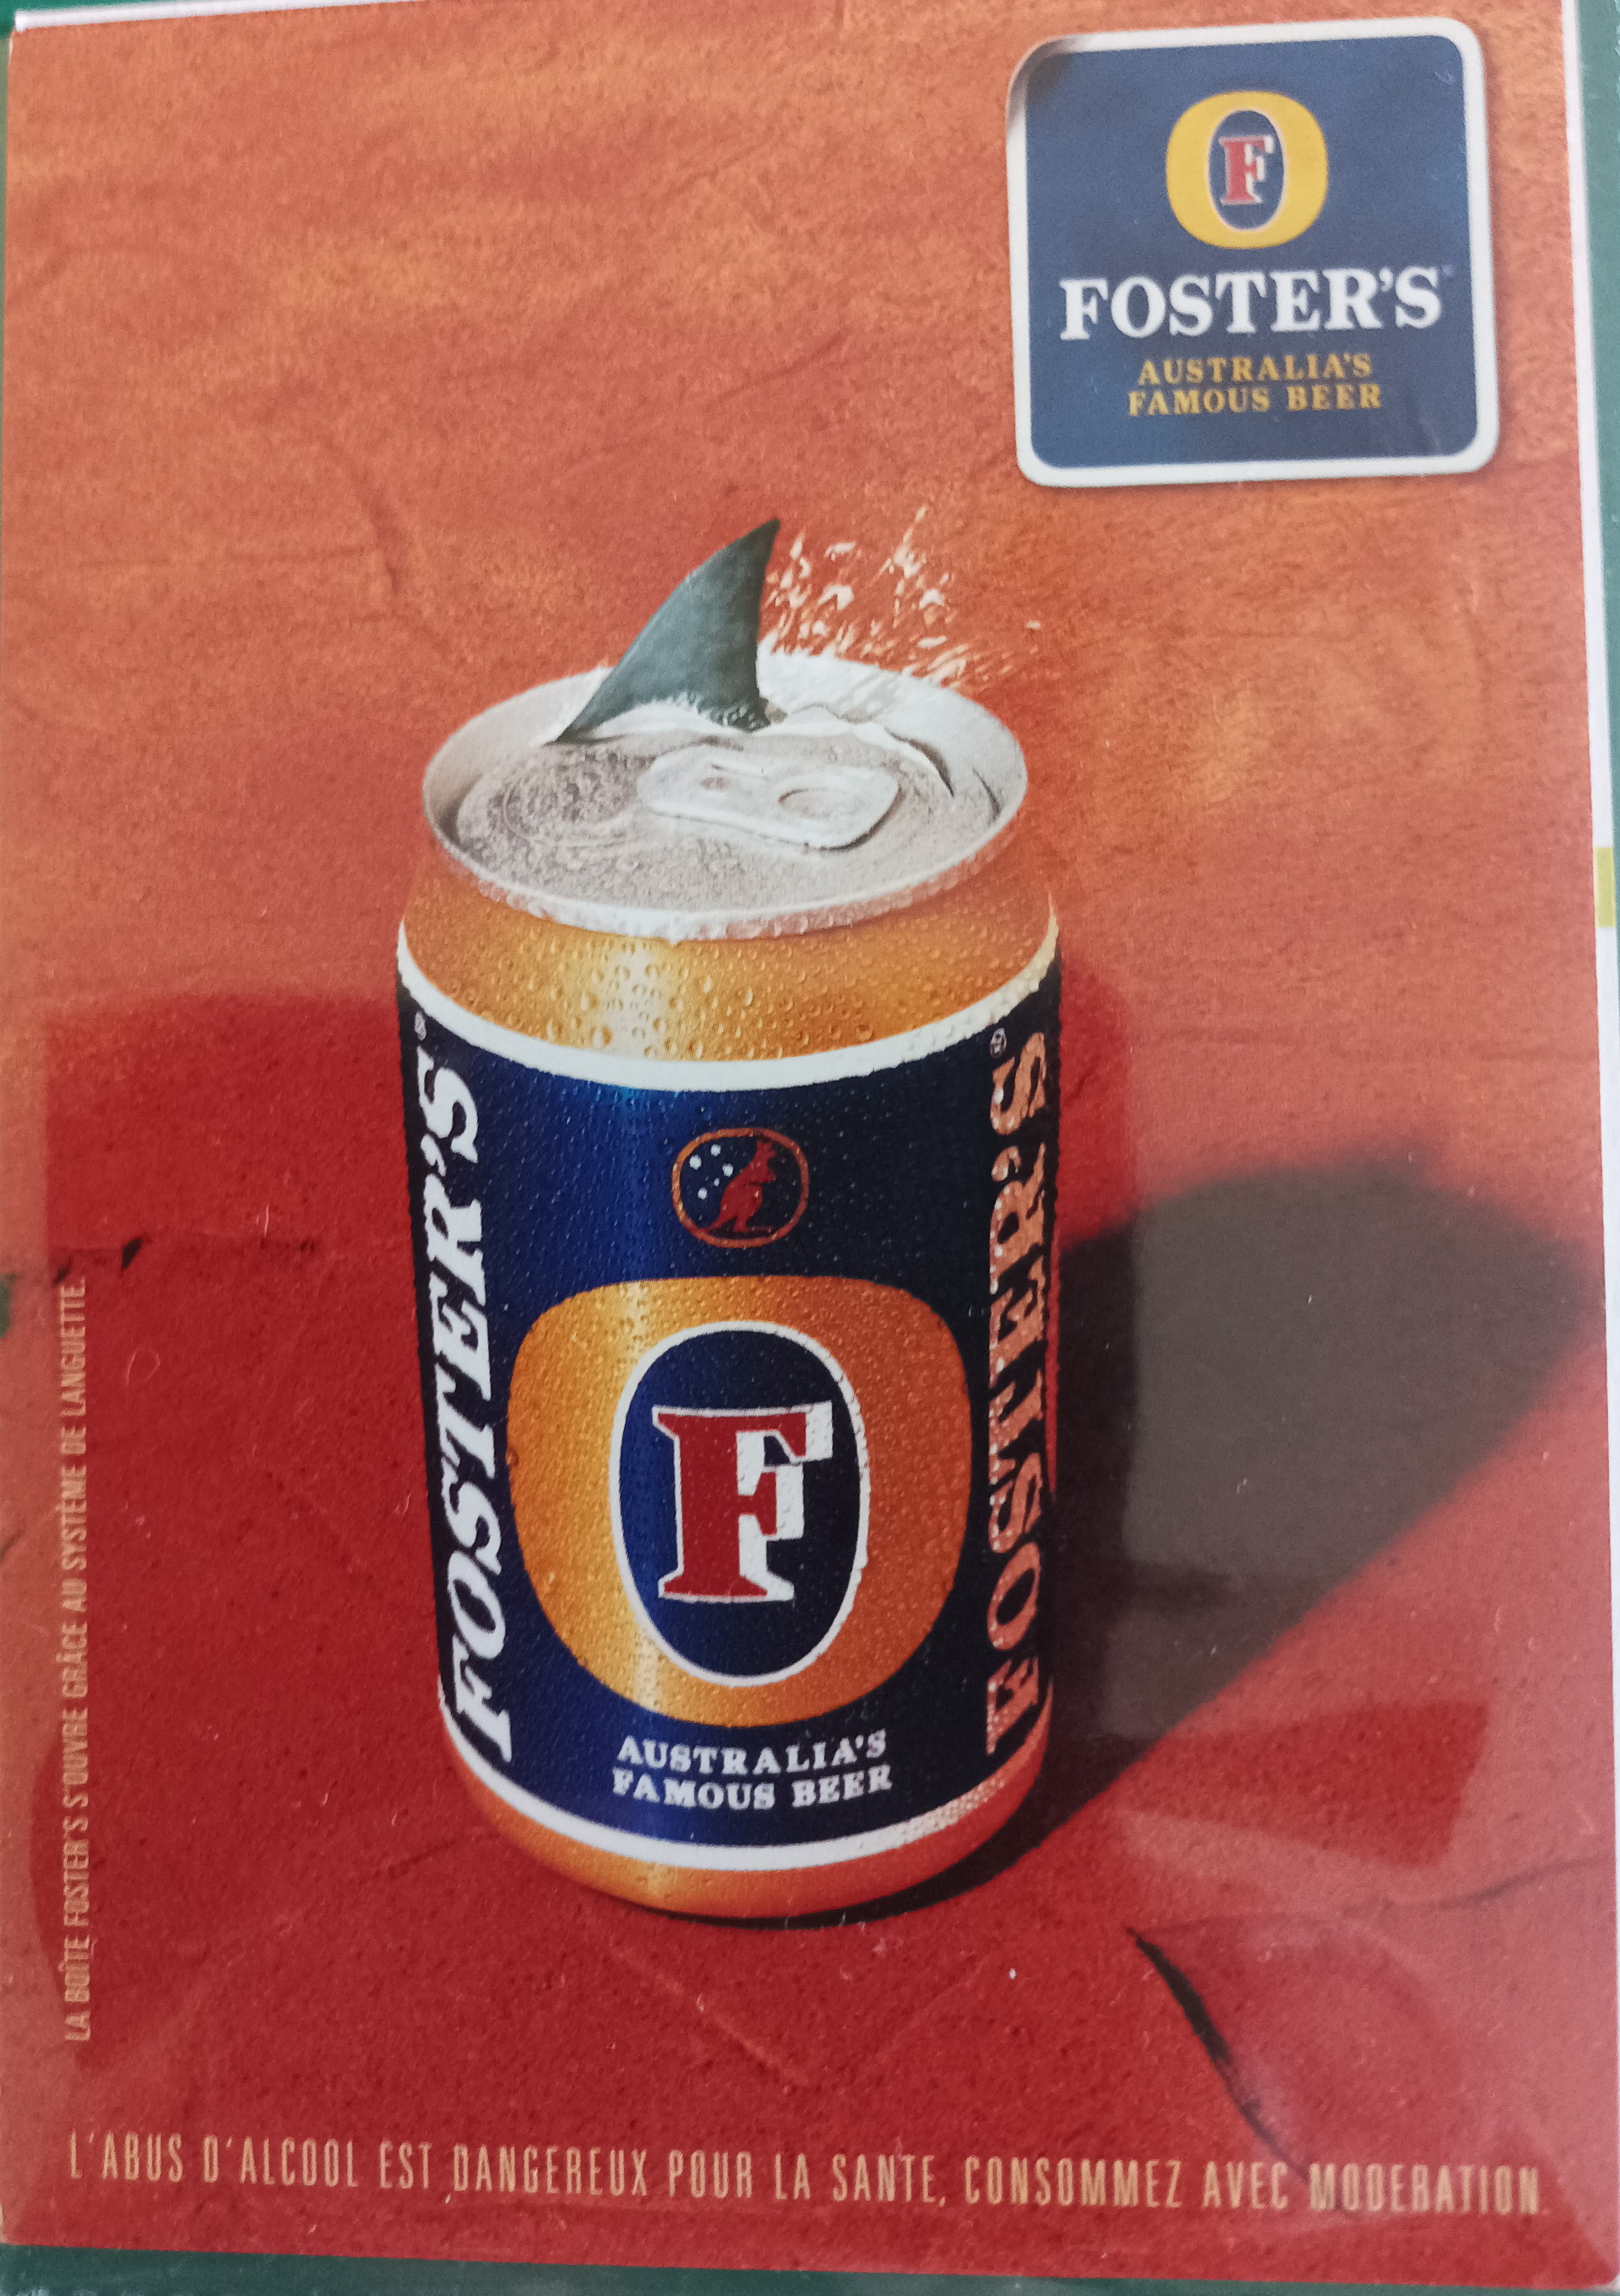 F
FOSTER'S
AUSTRALIA'S
FAMOUS BEER
FOSTER'S®
FOSTER'S®
F
AUSTRALIA'S
FAMOUS BEER
LA BOÎTE FOSTER'S S'OUVRE GRÂCE AU SYSTÈME DE LANGUETTE.
L'ABUS D'ALCOOL EST DANGEREUX POUR LA SANTE, CONSOMMEZ AVEC MODERATION.